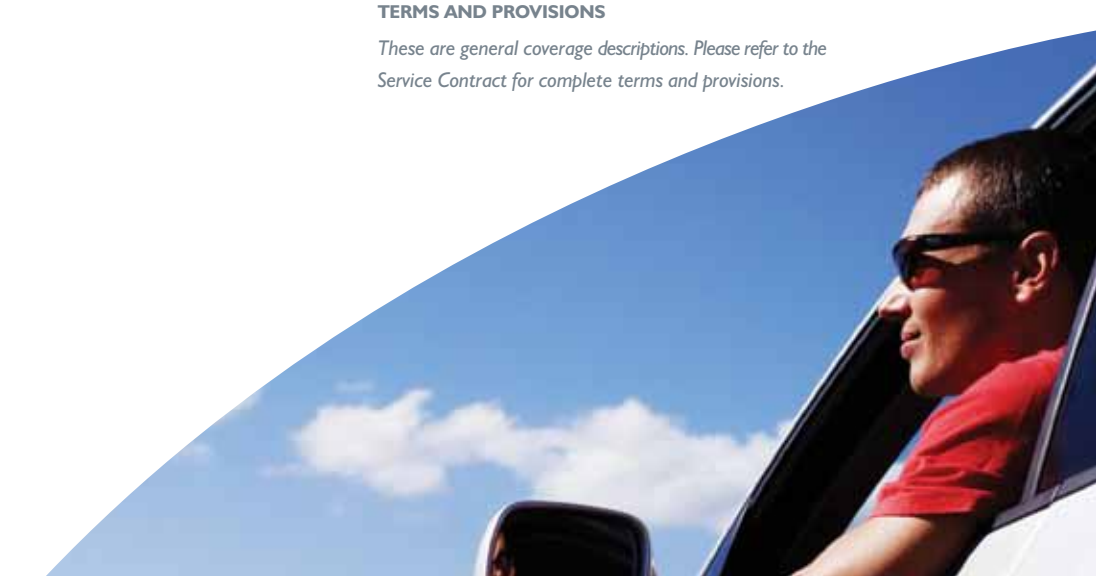 TERMS AND PROVISIONS
These are general coverage descriptions. Please refer to the
Service Contract for complete terms and provisions.